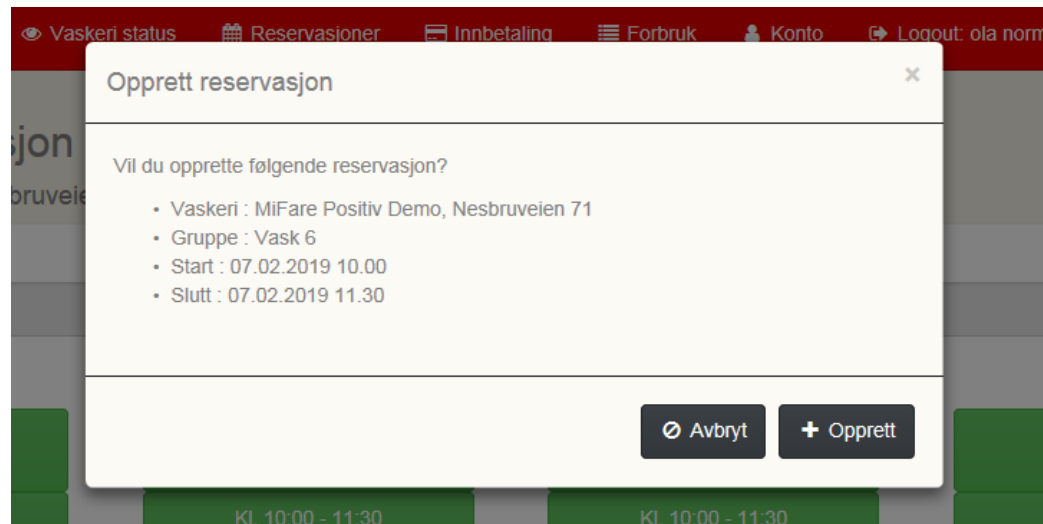 Vaskeri status Reservasjoner Innbetaling Forbruk Konto Logout: ola norm
Opprett reservasjon ×
sjon
bruveie
Vil du opprette følgende reservasjon?
• Vaskeri : MiFare Positiv Demo, Nesbruveien 71
• Gruppe : Vask 6
• Start : 07.02.2019 10.00
• Slutt : 07.02.2019 11.30
Avbryt Opprett
Kl. 10:00 - 11:30 Kl. 10:00 - 11:30